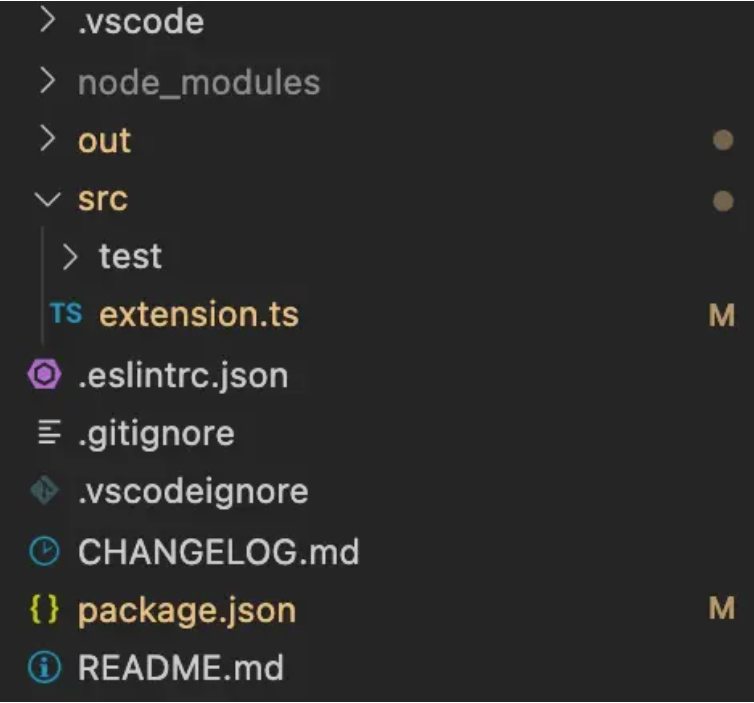 .vscode
node_modules
out
src
test
TS extension.ts M
.eslintrc.json
.gitignore
.vscodeignore
CHANGELOG.md
{} package.json M
README.md